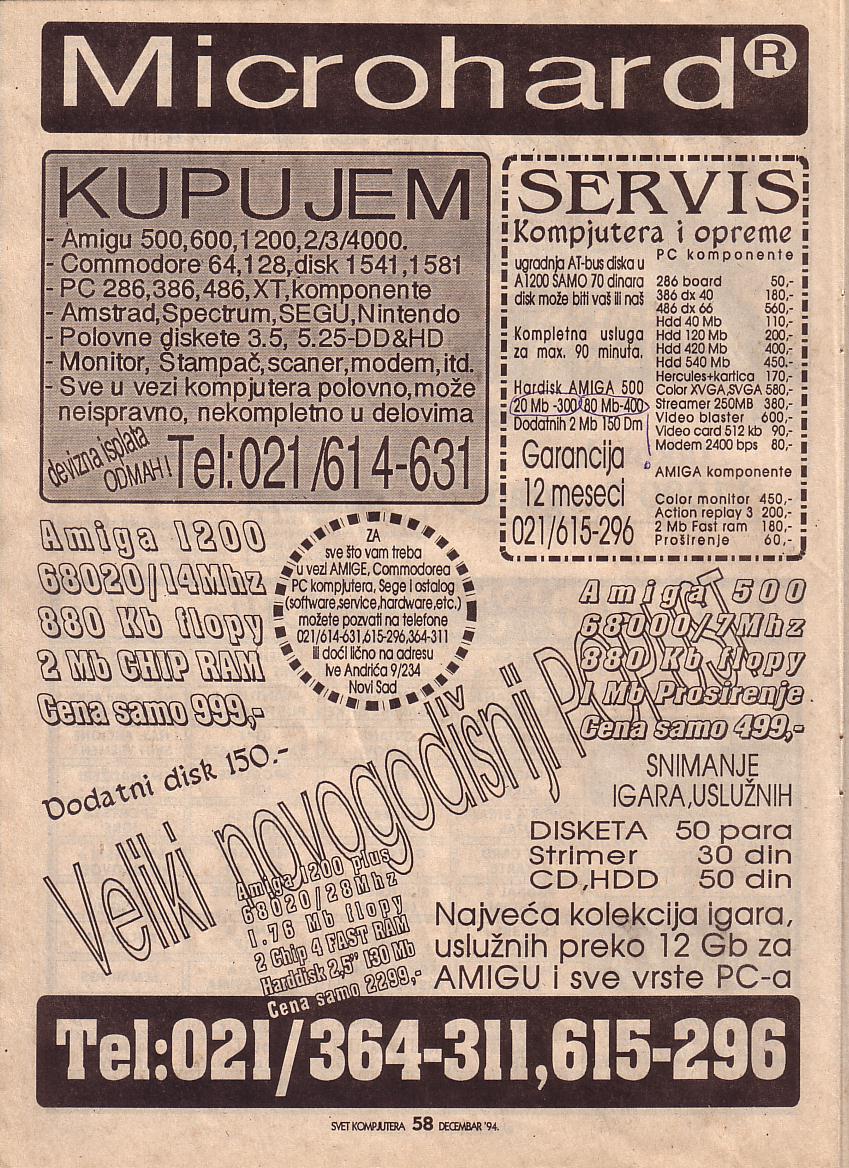 Microhard®
KUPUJEM
- Amigu 500,600,1200,2/3/4000.
- Commodore 64,128,disk 1541,1581
- PC 286,386,486,XT,komponente
- Amstrad,Spectrum,SEGU,Nintendo
- Polovne diskete 3.5, 5.25-DD&HD
- Monitor, Štampač,scaner,modem,itd.
- Sve u vezi kompjutera polovno,može
neispravno, nekompletno u delovima
devizna isplata
ODMAH!
Tel:021/614-631
SERVIS
Kompjutera i opreme
ugradnja AT-bus diska u
A1200 SAMO 70 dinara
disk može biti vaš ili naš
Kompletna usluga
za max. 90 minuta.
Hardisk AMIGA 500
20 Mb -300 80 Mb-400
Dodatnih 2 Mb 150 Dm
Garancija
12 meseci
021/615-296
PC komponente
286 board 50,-
386 dx 40 180,-
486 dx 66 560,-
Hdd 40 Mb 110,-
Hdd 120 Mb 200,-
Hdd 420 Mb 400,-
Hdd 540 Mb 450.-
Hercules+kartica 170,-
Color XVGA,SVGA 580,-
Streamer 250MB 380,-
Video blaster 600,-
Video card 512 kb 90,-
Modem 2400 bps 80,-
AMIGA komponente
Color monitor 450,-
Action replay 3 200,-
2 Mb Fast ram 180,-
Proširenje 60,-
Amiga 1200
68020/14Mhz
880 Kb flopy
2 Mb CHIP RAM
Cena samo 999,-
Dodatni disk 150.-
ZA
sve što vam treba
u vezi AMIGE, Commodorea
PC kompjutera, Sege i ostalog
(software,service,hardware,etc.)
možete pozvati na telefone
021/614-631,615-296,364-311
ili doći lično na adresu
Ive Andrića 9/234
Novi Sad
Amiga 500
68000/7Mhz
880 Kb flopy
1 Mb Prosirenje
Cena samo 499,-
Veliki novogodišnji POPUST
SNIMANJE
IGARA,USLUŽNIH
DISKETA 50 para
Strimer 30 din
CD,HDD 50 din
Amiga 1200 plus
68020/28Mhz
1.76 Mb flopy
2 Chip 4 FAST RAM
Harddisk 2,5" 130 Mb
Cena samo 2299,-
Najveća kolekcija igara,
uslužnih preko 12 Gb za
AMIGU i sve vrste PC-a
Tel:021/364-311,615-296
SVET KOMPJUTERA 58 DECEMBAR '94.